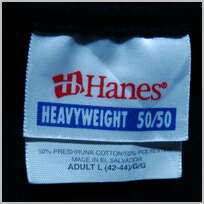 Hanes
HEAVYWEIGHT 50/50
50% PRESHRUNK COTTON/50% POLYESTER
MADE IN EL SALVADOR
ADULT L (42-44)/G/G